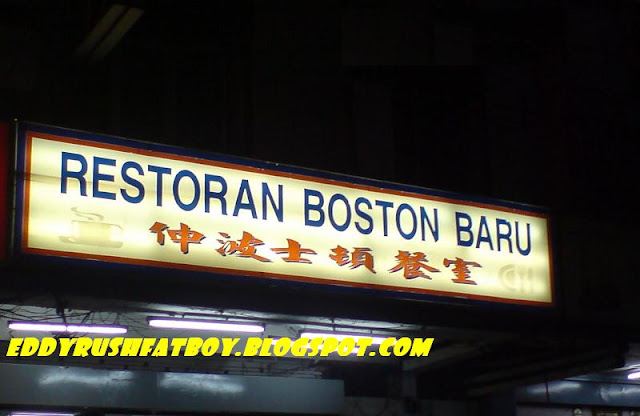 RESTORAN BOSTON BARU
仲波士頓餐室
EDDYRUSHFATBOY.BLOGSPOT.COM